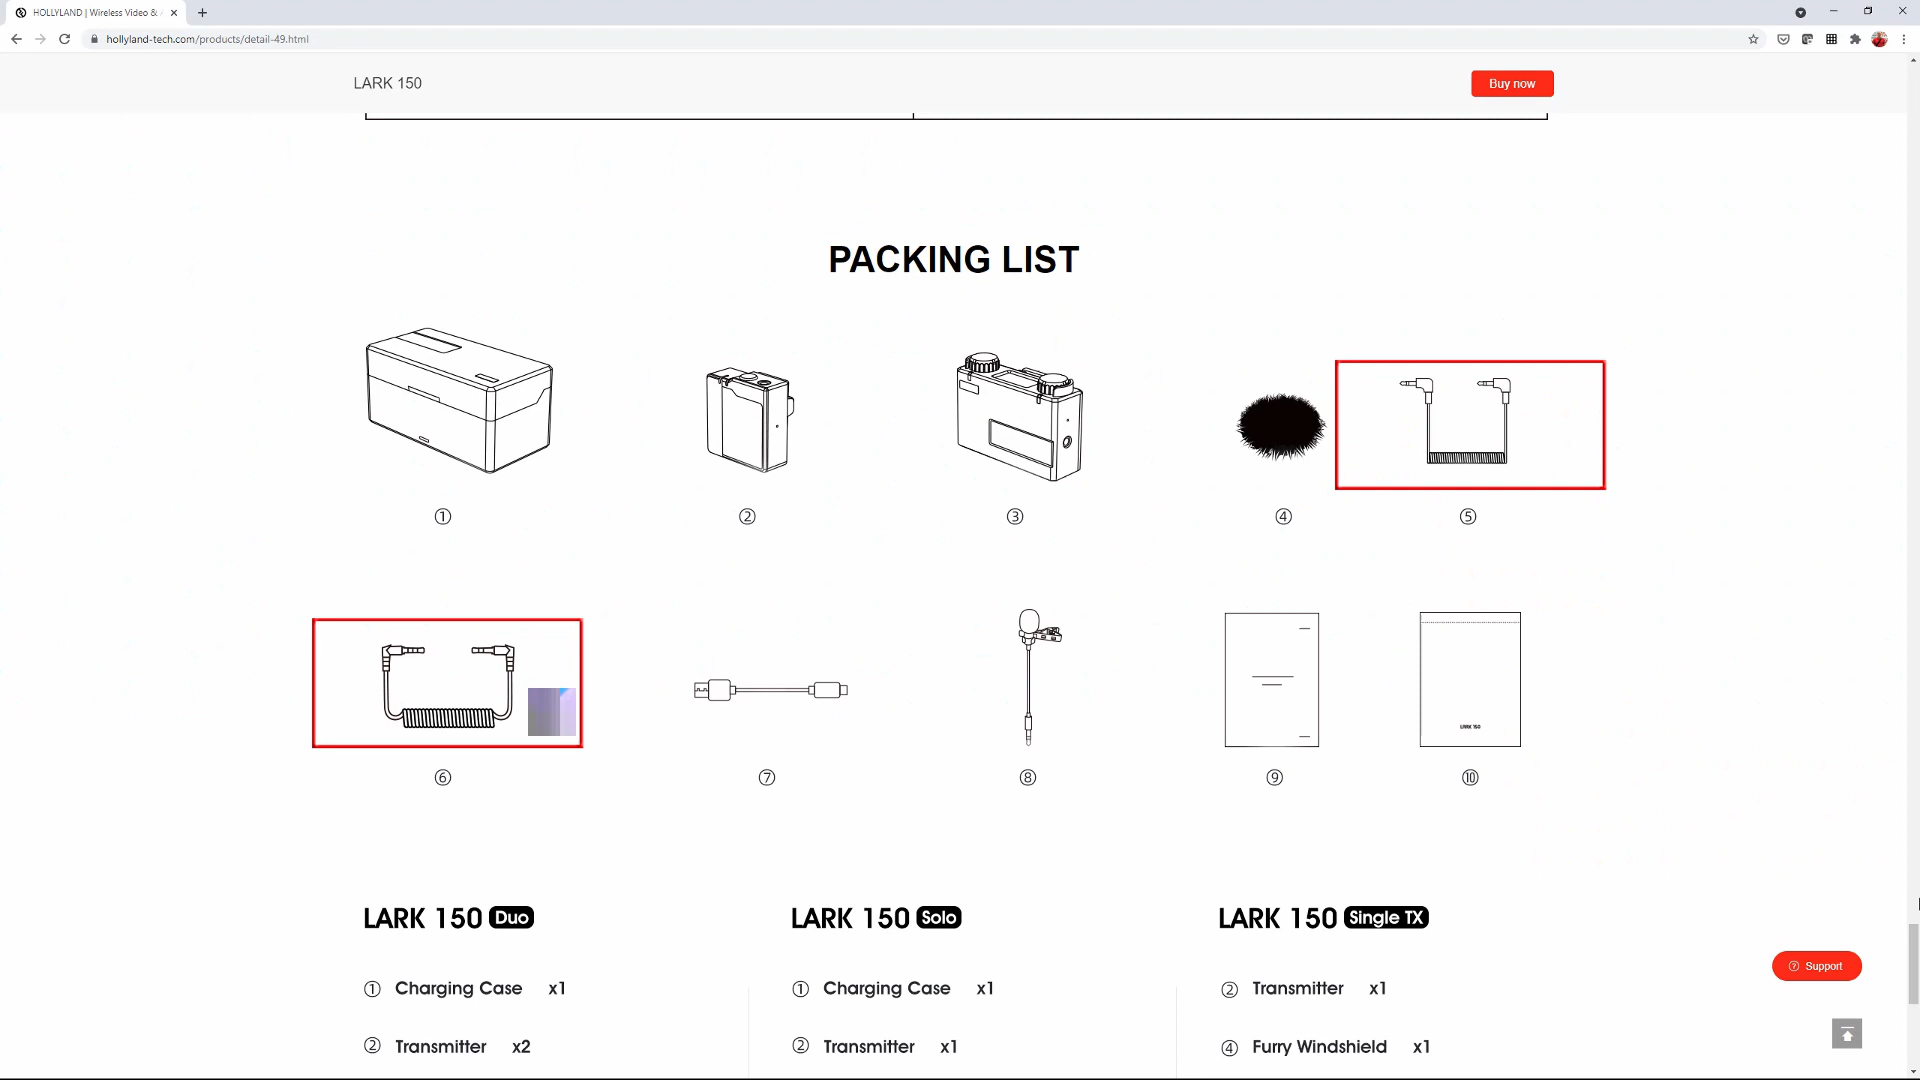 HOLLYLAND | Wireless Video &
hollyland-tech.com/products/detail-49.html
LARK 150
Buy now
PACKING LIST
① ② ③ ④ ⑤
LARK 150
⑥ ⑦ ⑧ ⑨ ⑩
LARK 150 Duo
LARK 150 Solo
LARK 150 Single TX
① Charging Case x1
① Charging Case x1
② Transmitter x1
② Transmitter x2
② Transmitter x1
④ Furry Windshield x1
Support